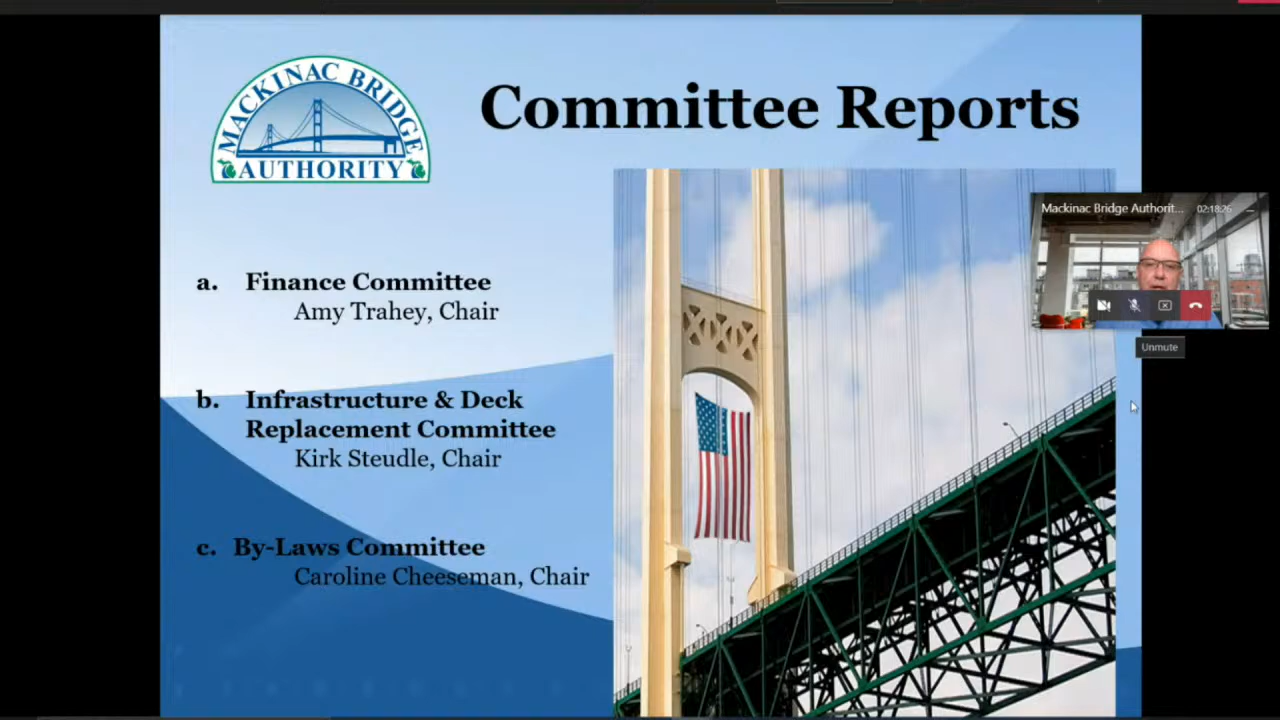 MACKINAC BRIDGE
AUTHORITY
Committee Reports
Mackinac Bridge Authorit...
02:18:26
a. Finance Committee
Amy Trahey, Chair
Unmute
b. Infrastructure & Deck
Replacement Committee
Kirk Steudle, Chair
c. By-Laws Committee
Caroline Cheeseman, Chair